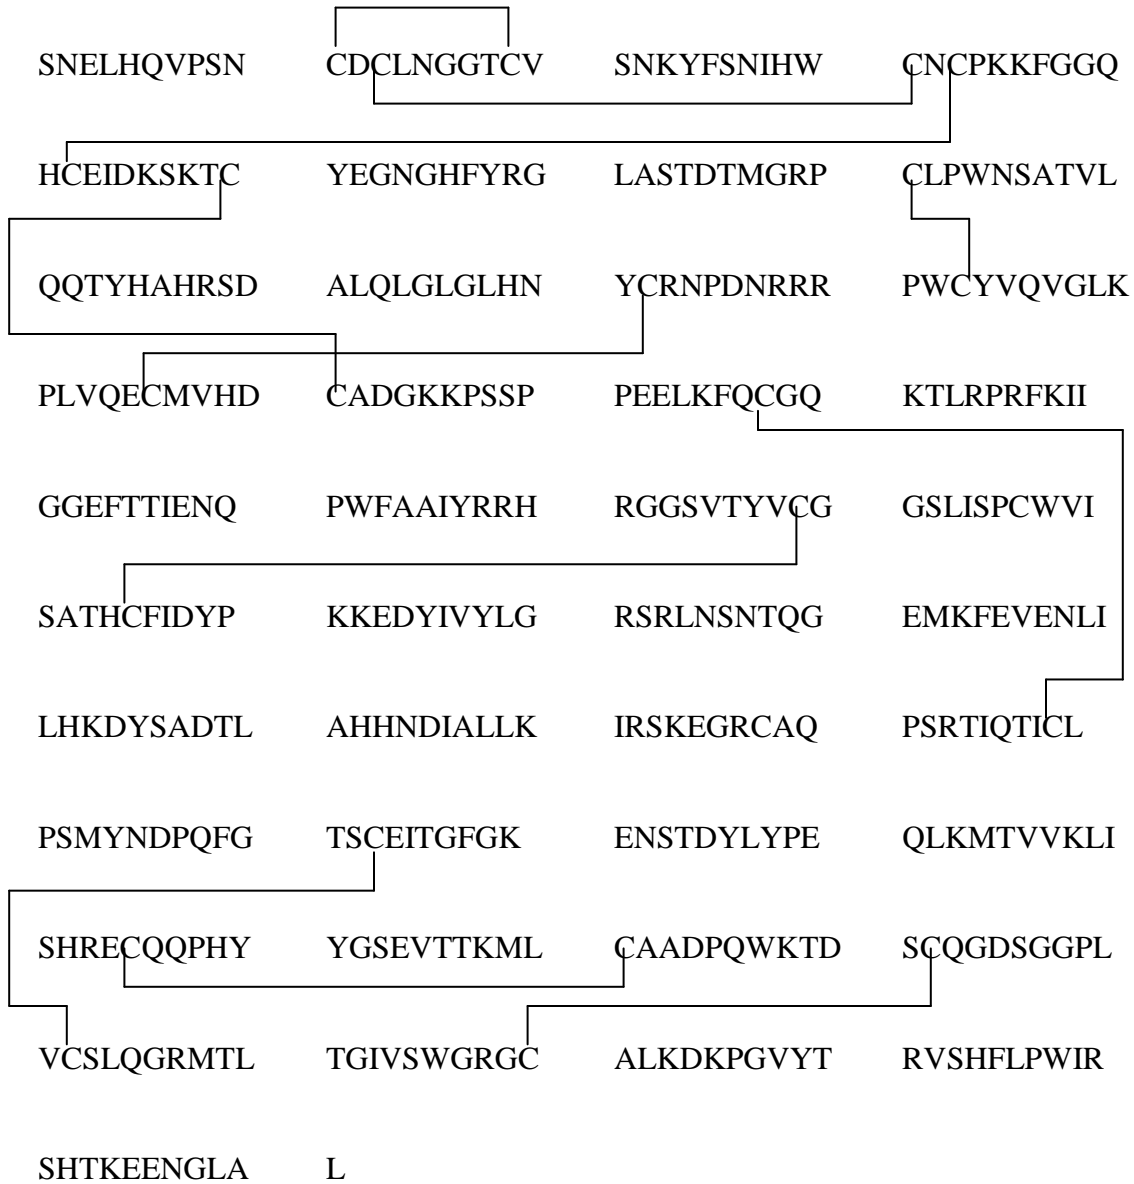 SNELHQVPSN CDCLNGGTCV SNKYFSNIHW CNCPKKFGGQ
HCEIDKSKTC YEGNGHFYRG LASTDTMGRP CLPWNSATVL
QQTYHAHRSD ALQLGLGLHN YCRNPDNRRR PWCYVQVGLK
PLVQECMVHD CADGKKPSSP PEELKFQCGQ KTLRPRFKII
GGEFTTIENQ PWFAAIYRRH RGGSVTYVCG GSLISPCWVI
SATHCFIDYP KKEDYIVYLG RSRLNSNTQG EMKFEVENLI
LHKDYSADTL AHHNDIALLK IRSKEGRCAQ PSRTIQTICL
PSMYNDPQFG TSCEITGFGK ENSTDYLYPE QLKMTVVKLI
SHRECQQPHY YGSEVTTKML CAADPQWKTD SCQGDSGGPL
VCSLQGRMTL TGIVSWGRGC ALKDKPGVYT RVSHFLPWIR
SHTKEENGLA L